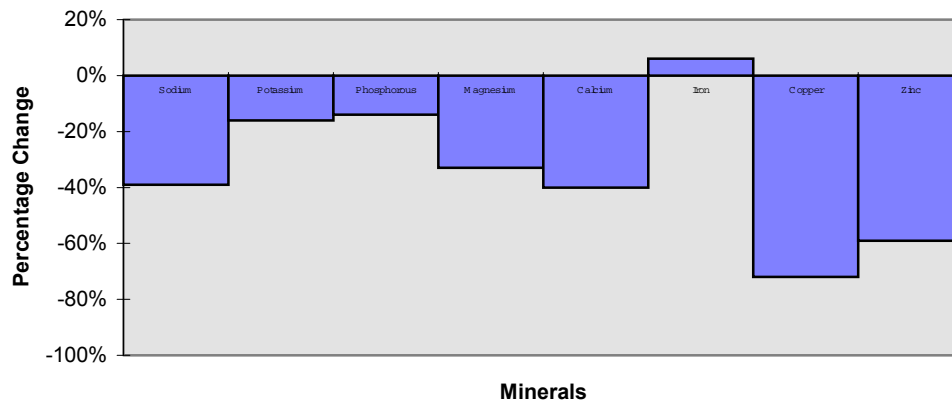 20%
0%
Sodium Potassium Phosphorous Magnesium Calcium Iron Copper Zinc
-20%
-40%
-60%
-80%
-100%
Percentage Change
Minerals